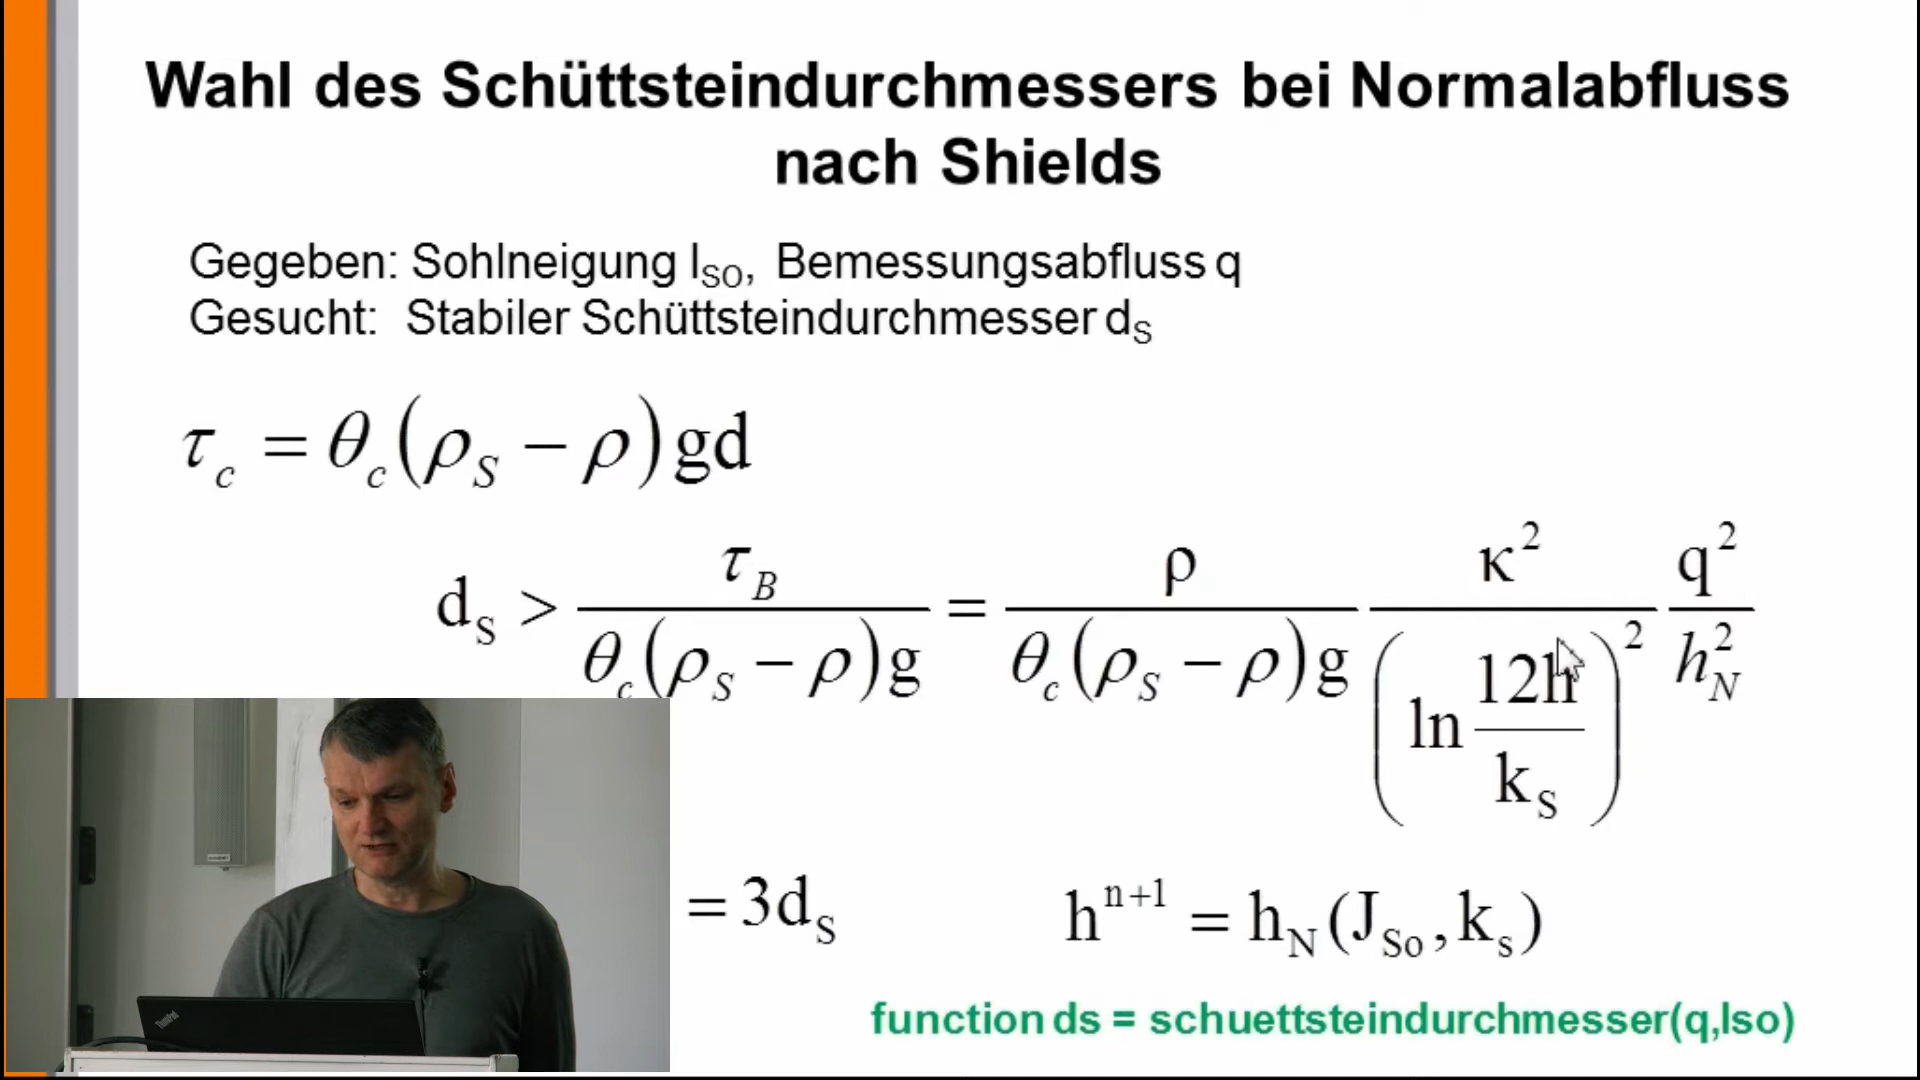 Wahl des Schüttsteindurchmessers bei Normalabfluss
nach Shields
Gegeben: Sohlneigung I_SO, Bemessungsabfluss q
Gesucht: Stabiler Schüttsteindurchmesser d_S
τ_c = θ_c(ρ_S − ρ)gd
d_S > τ_B / (θ_c(ρ_S − ρ)g) = ρ / (θ_c(ρ_S − ρ)g) κ² / (ln 12h / k_S)² q² / h_N²
= 3d_S
h^{n+1} = h_N(J_So, k_s)
function ds = schuettsteindurchmesser(q,Iso)
ThinkPad